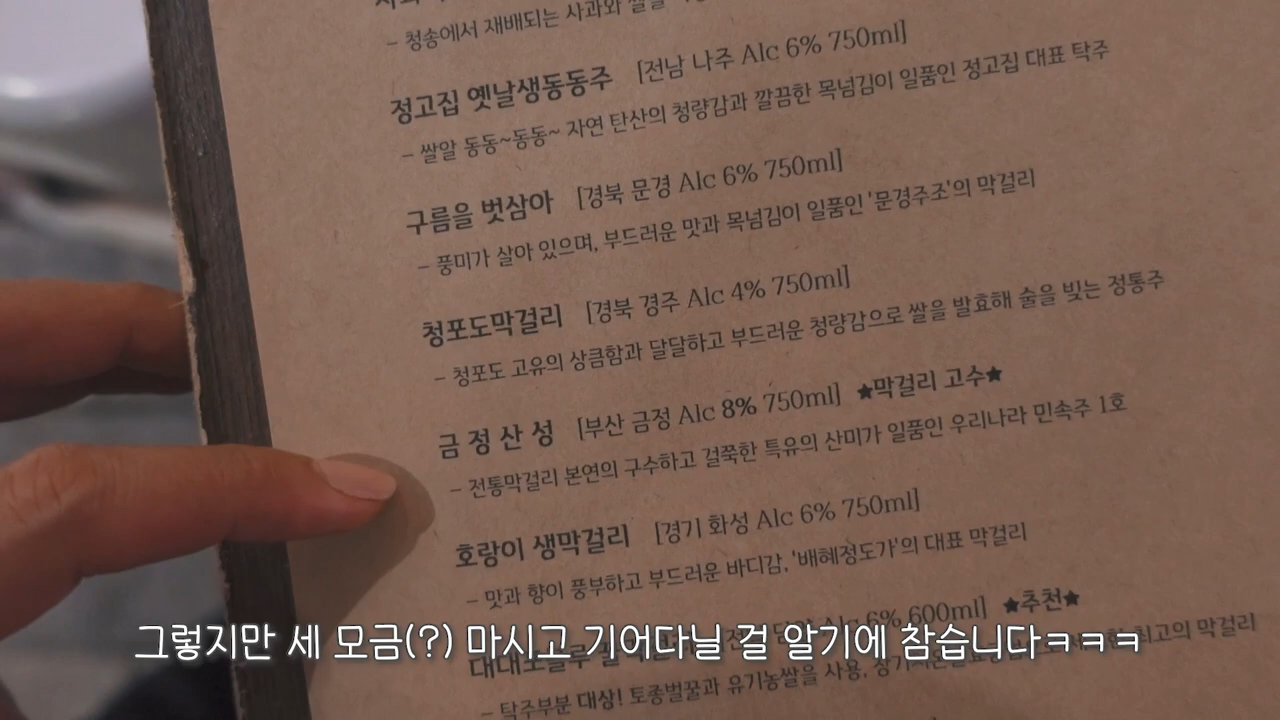 – 청송에서 재배되는 사과와 쌀을
정고집 옛날생동동주 [전남 나주 Alc 6% 750ml]
– 쌀알 동동~동동~ 자연 탄산의 청량감과 깔끔한 목넘김이 일품인 정고집 대표 탁주
구름을 벗삼아 [경북 문경 Alc 6% 750ml]
– 풍미가 살아 있으며, 부드러운 맛과 목넘김이 일품인 '문경주조'의 막걸리
청포도막걸리 [경북 경주 Alc 4% 750ml]
– 청포도 고유의 상큼함과 달달하고 부드러운 청량감으로 쌀을 발효해 술을 빚는 정통주
금 정 산 성 [부산 금정 Alc 8% 750ml] ★막걸리 고수★
– 전통막걸리 본연의 구수하고 걸쭉한 특유의 산미가 일품인 우리나라 민속주 1호
호랑이 생막걸리 [경기 화성 Alc 6% 750ml]
– 맛과 향이 풍부하고 부드러운 바디감, '배혜정도가'의 대표 막걸리
Alc 6% 600ml] ★추천★
– 탁주부분 대상! 토종벌꿀과 유기농쌀을 사용, 최고의 막걸리
그렇지만 세 모금(?) 마시고 기어다닐 걸 알기에 참습니다ㅋㅋㅋ